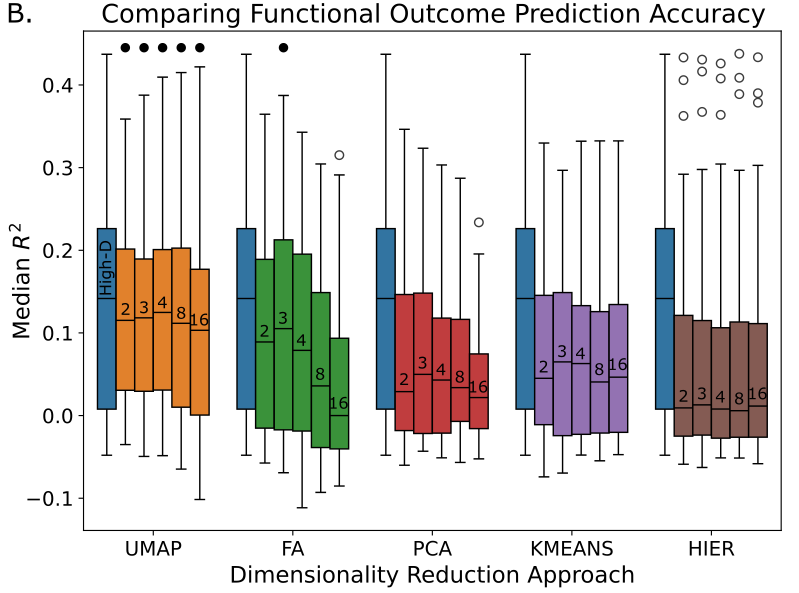 B.
Comparing Functional Outcome Prediction Accuracy
Median R²
0.4
0.3
0.2
0.1
0.0
−0.1
High-D
2 3 4 8 16
2 3 4 8 16
2 3 4 8 16
2 3 4 8 16
2 3 4 8 16
UMAP FA PCA KMEANS HIER
Dimensionality Reduction Approach